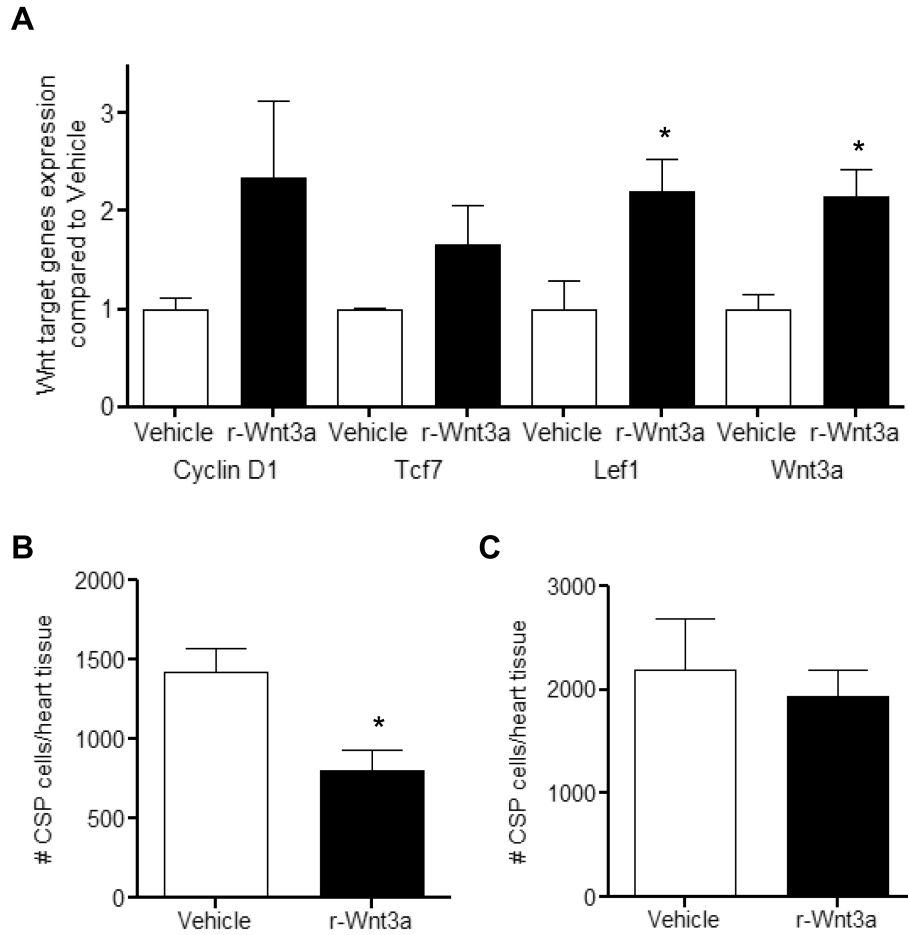 A
Wnt target genes expression
compared to Vehicle
3
2
1
0
* *
Vehicle r-Wnt3a Vehicle r-Wnt3a Vehicle r-Wnt3a Vehicle r-Wnt3a
Cyclin D1 Tcf7 Lef1 Wnt3a
B
# CSP cells/heart tissue
2000
1500
1000
500
0
*
Vehicle r-Wnt3a
C
# CSP cells/heart tissue
3000
2000
1000
0
Vehicle r-Wnt3a